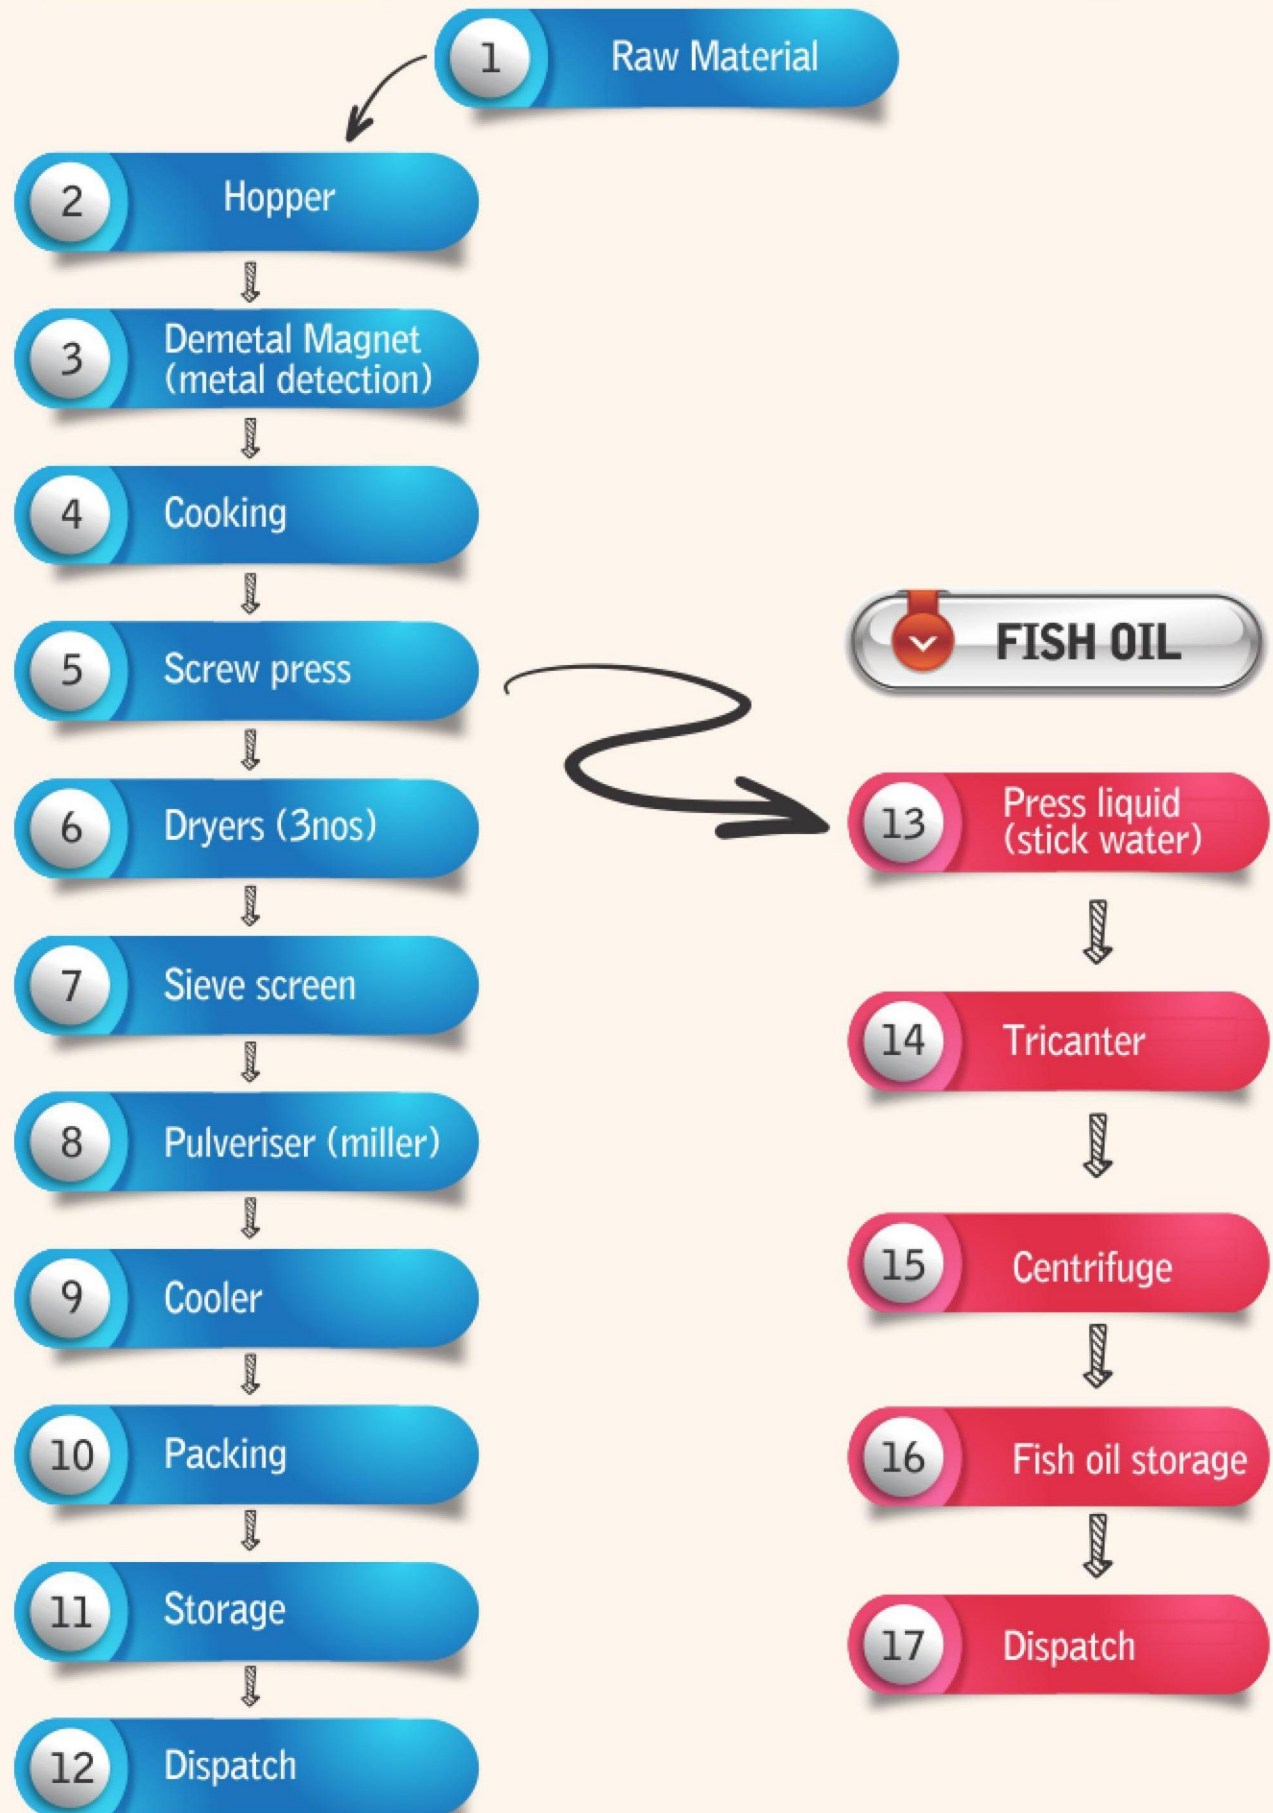 1
Raw Material
2
Hopper
3
Demetal Magnet
(metal detection)
4
Cooking
5
Screw press
6
Dryers (3nos)
7
Sieve screen
8
Pulveriser (miller)
9
Cooler
10
Packing
11
Storage
12
Dispatch
FISH OIL
13
Press liquid
(stick water)
14
Tricanter
15
Centrifuge
16
Fish oil storage
17
Dispatch